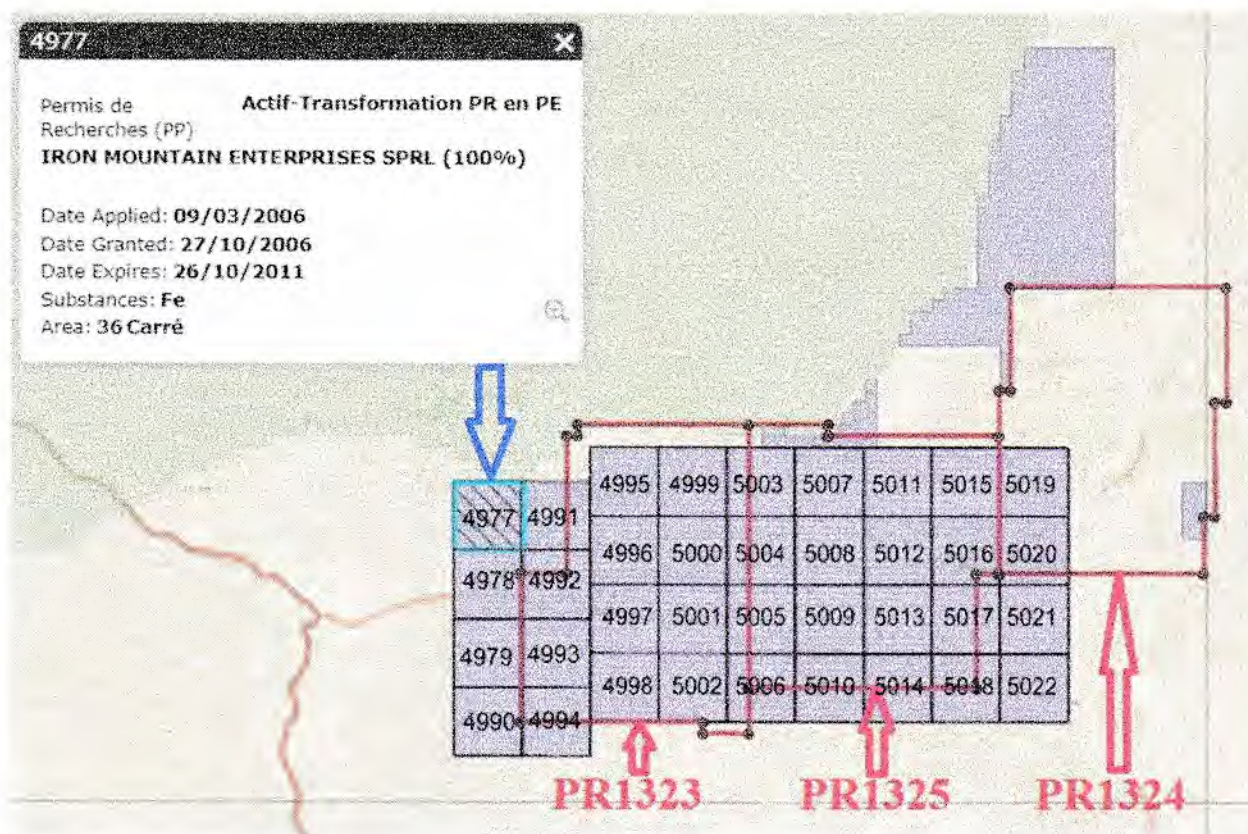 4977
Permis de Actif-Transformation PR en PE
Recherches (PP)
IRON MOUNTAIN ENTERPRISES SPRL (100%)
Date Applied: 09/03/2006
Date Granted: 27/10/2006
Date Expires: 26/10/2011
Substances: Fe
Area: 36 Carré
4995 4999 5003 5007 5011 5015 5019
4977 4991
4996 5000 5004 5008 5012 5016 5020
4978 4992
4997 5001 5005 5009 5013 5017 5021
4979 4993
4998 5002 5006 5010 5014 5018 5022
4990 4994
PR1323 PR1325 PR1324